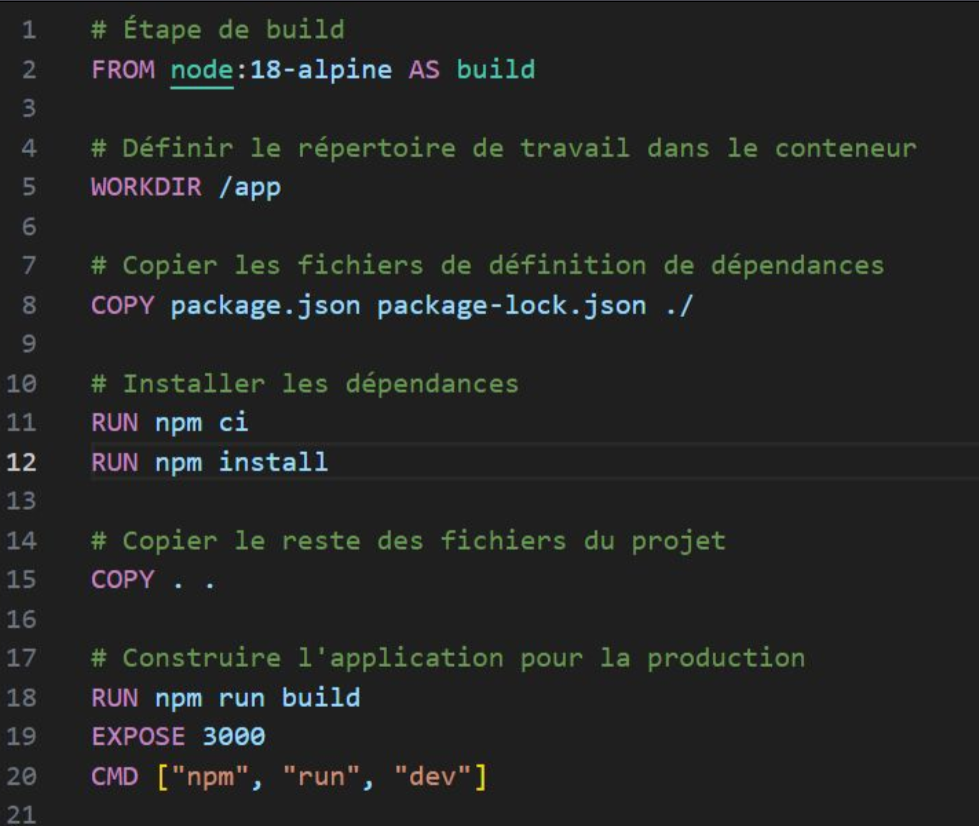 1 # Étape de build
2 FROM node:18-alpine AS build
3
4 # Définir le répertoire de travail dans le conteneur
5 WORKDIR /app
6
7 # Copier les fichiers de définition de dépendances
8 COPY package.json package-lock.json ./
9
10 # Installer les dépendances
11 RUN npm ci
12 RUN npm install
13
14 # Copier le reste des fichiers du projet
15 COPY . .
16
17 # Construire l'application pour la production
18 RUN npm run build
19 EXPOSE 3000
20 CMD ["npm", "run", "dev"]
21